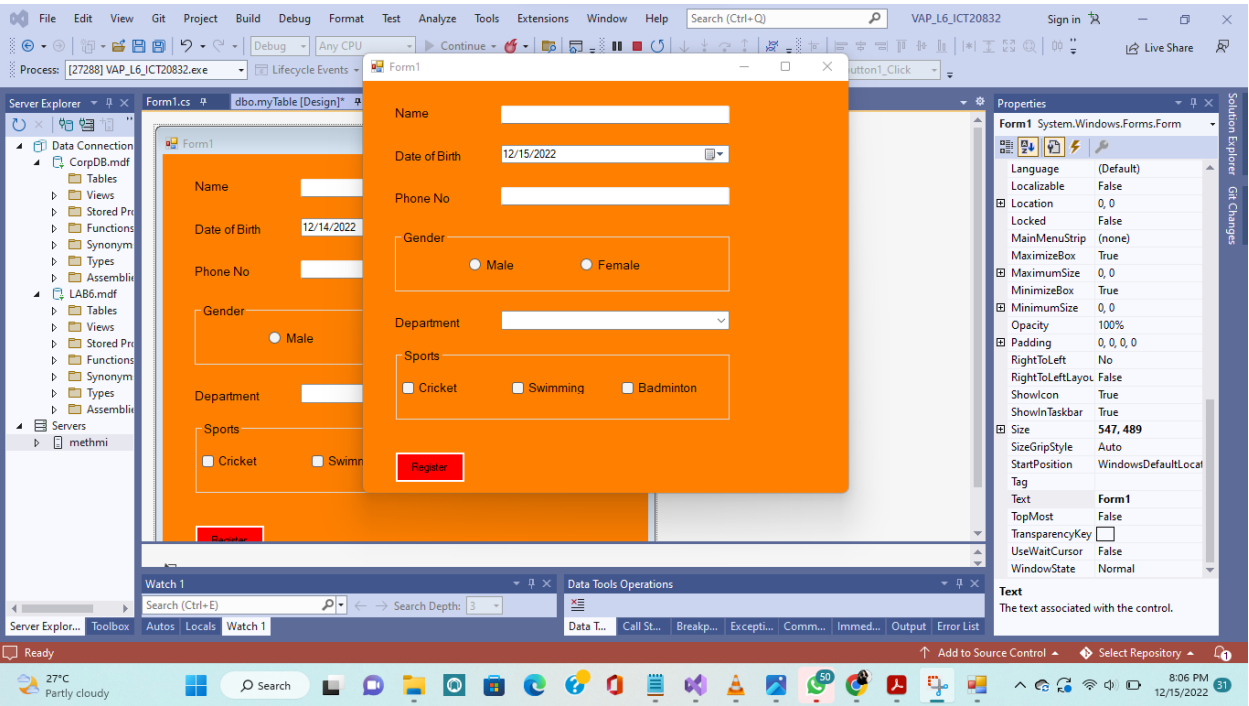 File Edit View Git Project Build Debug Format Test Analyze Tools Extensions Window Help Search (Ctrl+Q) VAP_L6_ICT20832 Sign in
Debug Any CPU Continue Live Share
Process: [27288] VAP_L6_ICT20832.exe Lifecycle Events
utton1_Click
Server Explorer
Data Connection
CorpDB.mdf
Tables
Views
Stored Pro
Functions
Synonym
Types
Assemblie
LAB6.mdf
Tables
Views
Stored Pro
Functions
Synonym
Types
Assemblie
Servers
methmi
Server Explor... Toolbox
Form1.cs dbo.myTable [Design]*
Form1
Name
Date of Birth 12/14/2022
Phone No
Gender
Male
Department
Sports
Cricket Swimm
Register
Form1
Name
Date of Birth 12/15/2022
Phone No
Gender
Male Female
Department
Sports
Cricket Swimming Badminton
Register
Watch 1
Search (Ctrl+E) Search Depth: 3
Autos Locals Watch 1
Data Tools Operations
Data T... Call St... Breakp... Excepti... Comm... Immed... Output Error List
Properties
Form1 System.Windows.Forms.Form
Language (Default)
Localizable False
Location 0, 0
Locked False
MainMenuStrip (none)
MaximizeBox True
MaximumSize 0, 0
MinimizeBox True
MinimumSize 0, 0
Opacity 100%
Padding 0, 0, 0, 0
RightToLeft No
RightToLeftLayou False
ShowIcon True
ShowInTaskbar True
Size 547, 489
SizeGripStyle Auto
StartPosition WindowsDefaultLocat
Tag
Text Form1
TopMost False
TransparencyKey
UseWaitCursor False
WindowState Normal
Text
The text associated with the control.
Solution Explorer
Git Changes
Ready Add to Source Control Select Repository 1
27°C
Partly cloudy
Search
50
8:06 PM
12/15/2022
31